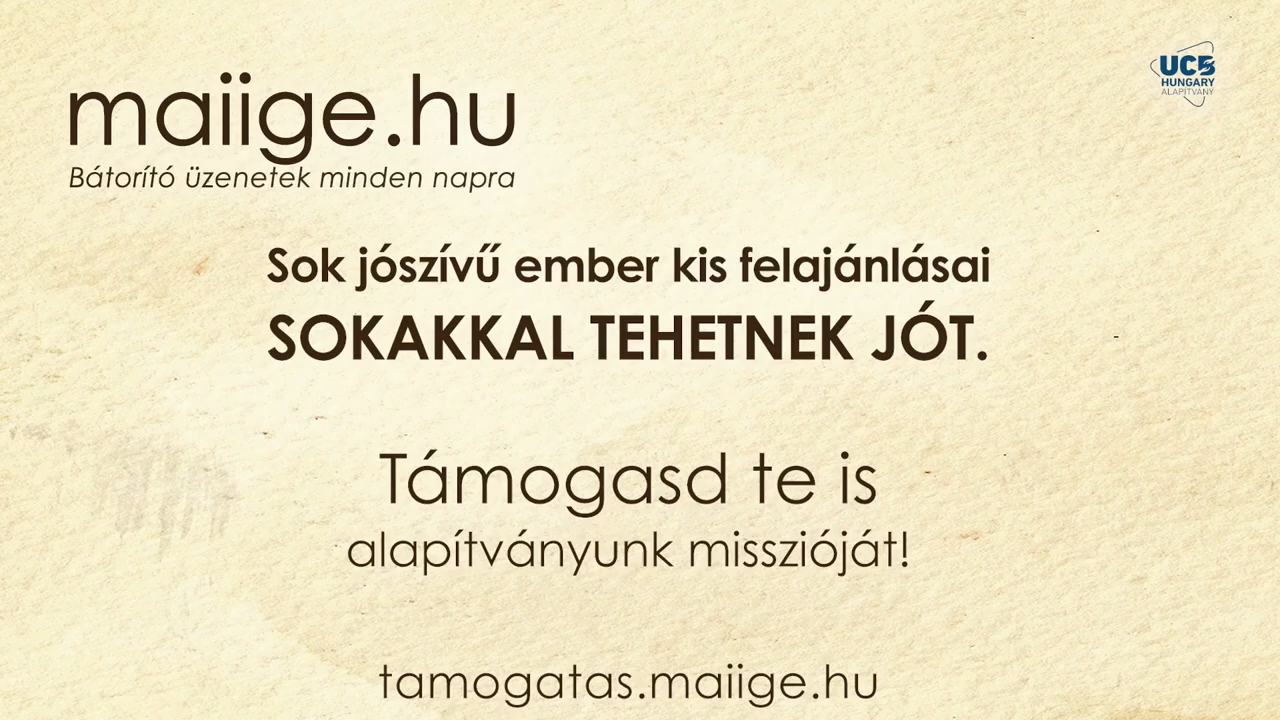 maiige.hu
Bátorító üzenetek minden napra
UCB
HUNGARY
ALAPÍTVÁNY
Sok jószívű ember kis felajánlásai
SOKAKKAL TEHETNEK JÓT.
Támogasd te is
alapítványunk misszióját!
tamogatas.maiige.hu